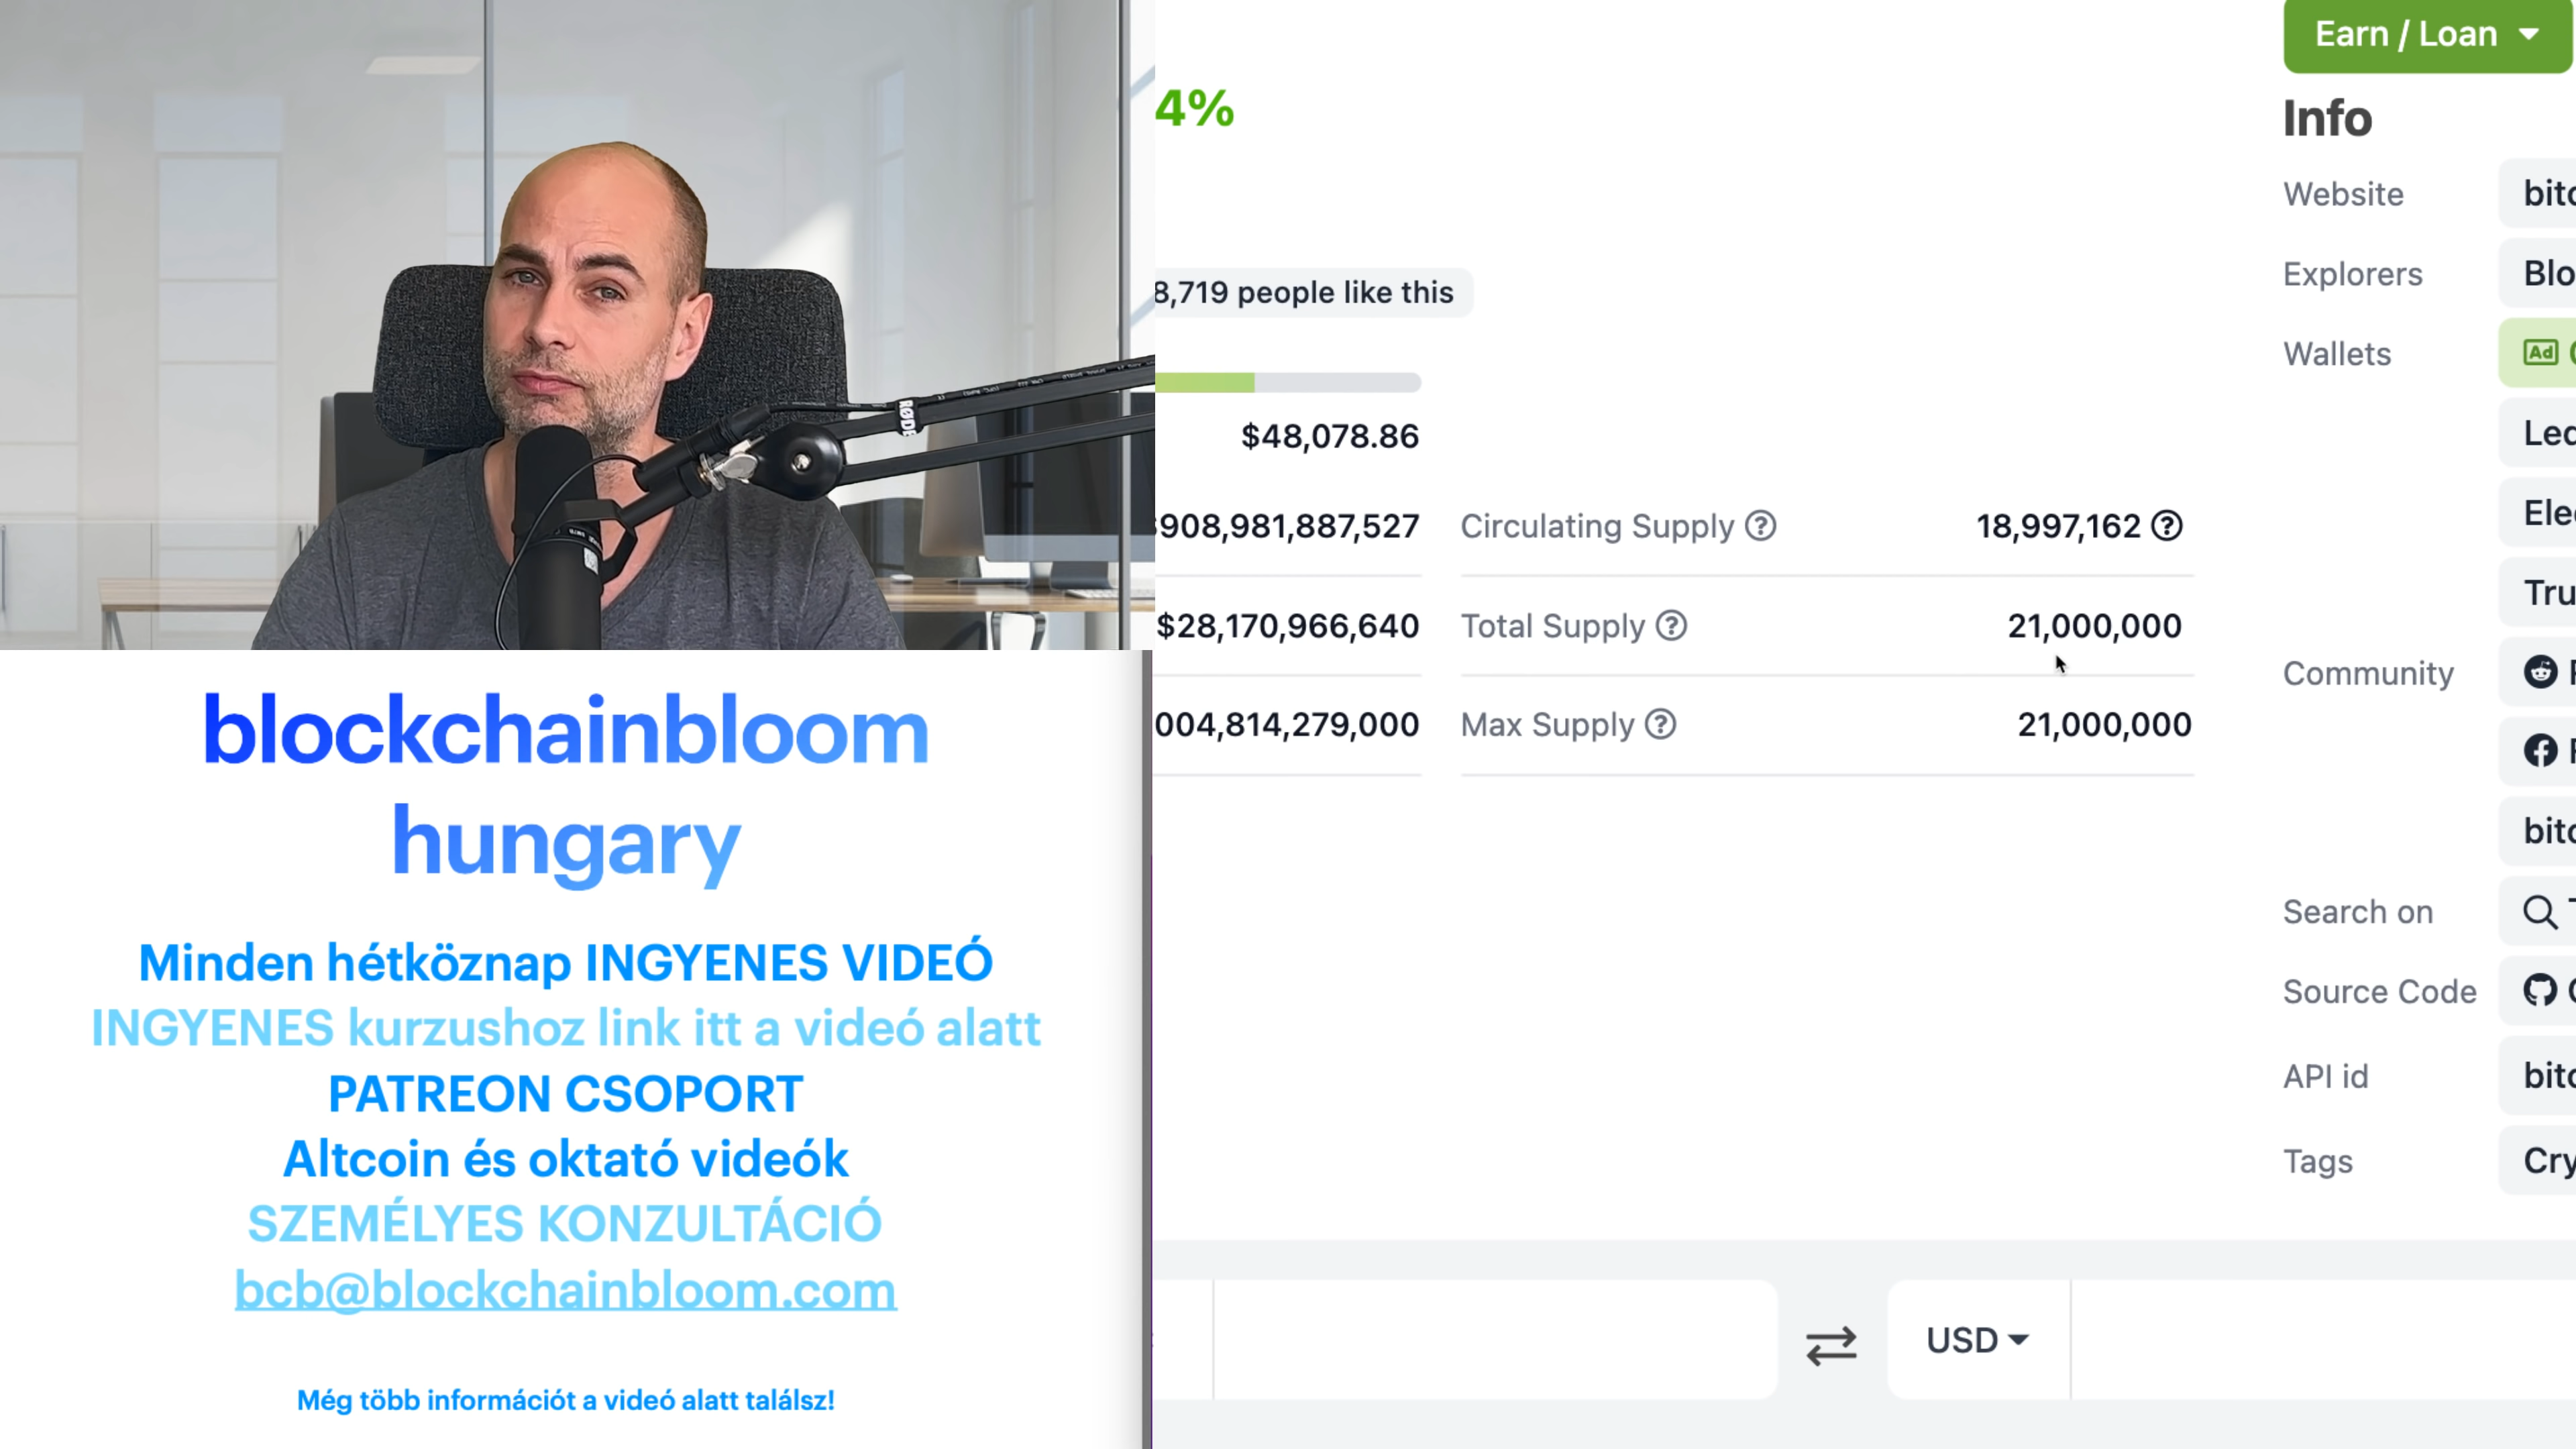 RØDE
blockchainbloom
hungary
Minden hétköznap INGYENES VIDEÓ
INGYENES kurzushoz link itt a videó alatt
PATREON CSOPORT
Altcoin és oktató videók
SZEMÉLYES KONZULTÁCIÓ
bcb@blockchainbloom.com
Még több információt a videó alatt találsz!
4%
8,719 people like this
$48,078.86
908,981,887,527
Circulating Supply
18,997,162
$28,170,966,640
Total Supply
21,000,000
004,814,279,000
Max Supply
21,000,000
USD
Earn / Loan
Info
Website
Explorers
Wallets
Ad
Community
Search on
Source Code
API id
Tags